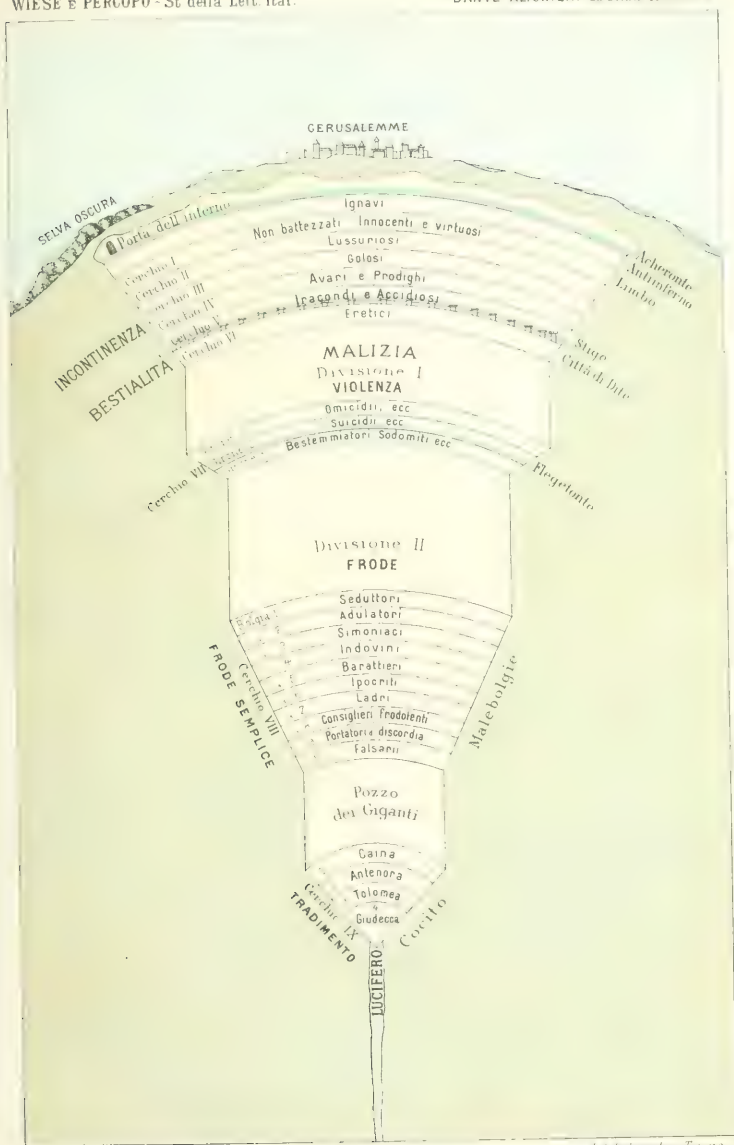 WIESE E PERCOPO - St della Lett. Ital.
CERUSALEMME
SELVA OSCURA
Porta dell'inferno
Ignavi
Non battezzati Innocenti e virtuosi
Lussuriosi
Golosi
Avari e Prodighi
Iracondi e Accidiosi
Eretici
Cerchio I
Cerchio II
Cerchio III
Cerchio IV
Cerchio V
Cerchio VI
INCONTINENZA
BESTIALITÀ
Acheronte
Antinferno
Limbo
Stige
Città di Dite
MALIZIA
Divisione I
VIOLENZA
Omicidii, ecc
Suicidii ecc
Bestemmiatori Sodomiti ecc
Cerchio VII
Flegetonte
Divisione II
FRODE
Seduttori
Adulatori
Simoniaci
Indovini
Barattieri
Ipocriti
Ladri
Consiglieri frodolenti
Portatori d discordia
Falsarii
Cerchio VIII
FRODE SEMPLICE
Malebolgie
Pozzo
dei Giganti
Caina
Antenora
Tolomea
Giudecca
Cerchio IX
TRADIMENTO
Cocito
LUCIFERO